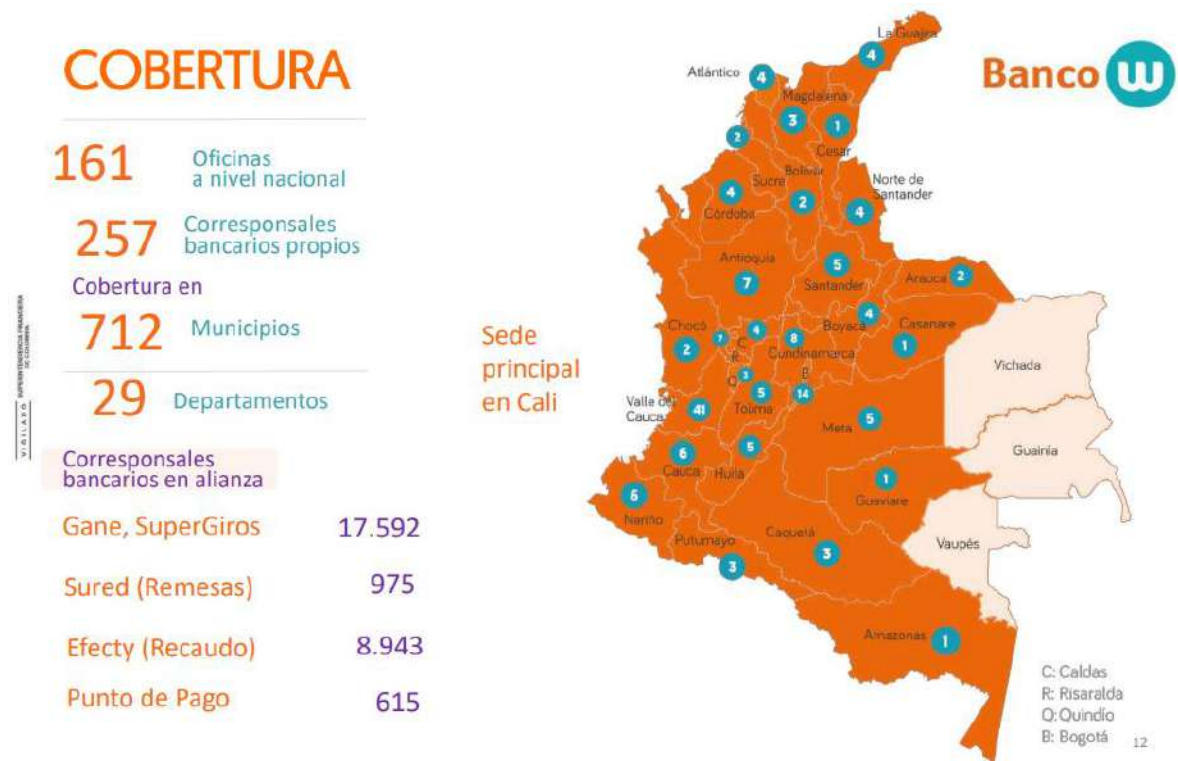 COBERTURA
161
Oficinas
a nivel nacional
257
Corresponsales
bancarios propios
Cobertura en
712
Municipios
29
Departamentos
Corresponsales
bancarios en alianza
Gane, SuperGiros
17.592
Sured (Remesas)
975
Efecty (Recaudo)
8.943
Punto de Pago
615
VIGILADO
SUPERINTENDENCIA FINANCIERA
DE COLOMBIA
Sede
principal
en Cali
Banco W
La Guajira
4
Atlántico
4
Magdalena
3
1
Cesar
2
Bolívar
2
Sucre
4
Córdoba
Norte de
Santander
4
Antioquia
7
5
Santander
Arauca
2
Chocó
2
7
4
C
R
Q
3
8
Cundinamarca
B
14
Boyacá
4
Casanare
1
Vichada
Valle del
Cauca
41
5
Tolima
Meta
5
Guainía
6
Cauca
5
Huila
1
Guaviare
6
Nariño
Putumayo
3
Caquetá
3
Vaupés
Amazonas
1
C: Caldas
R: Risaralda
Q:Quindío
B: Bogotá
12